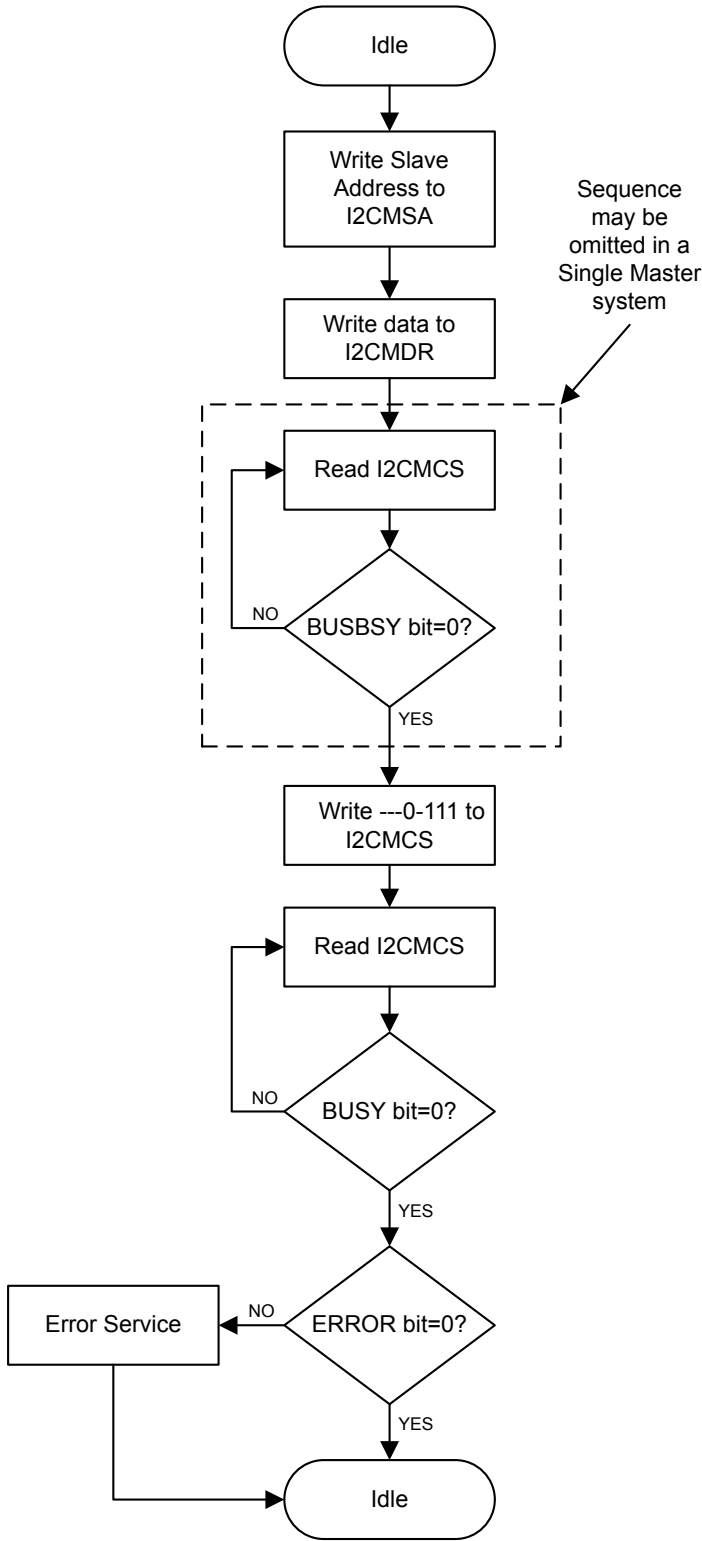 Idle
Write Slave
Address to
I2CMSA
Sequence
may be
omitted in a
Single Master
system
Write data to
I2CMDR
Read I2CMCS
BUSBSY bit=0?
NO
YES
Write ---0-111 to
I2CMCS
Read I2CMCS
BUSY bit=0?
NO
YES
ERROR bit=0?
NO
Error Service
YES
Idle